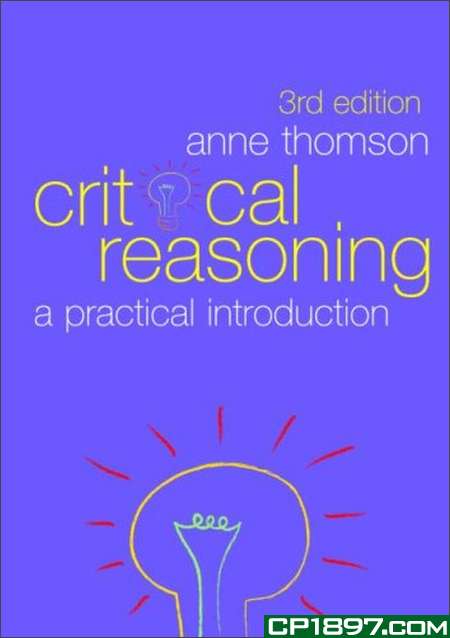 3rd edition
anne thomson
crit cal
reasoning
a practical introduction
CP1897.COM